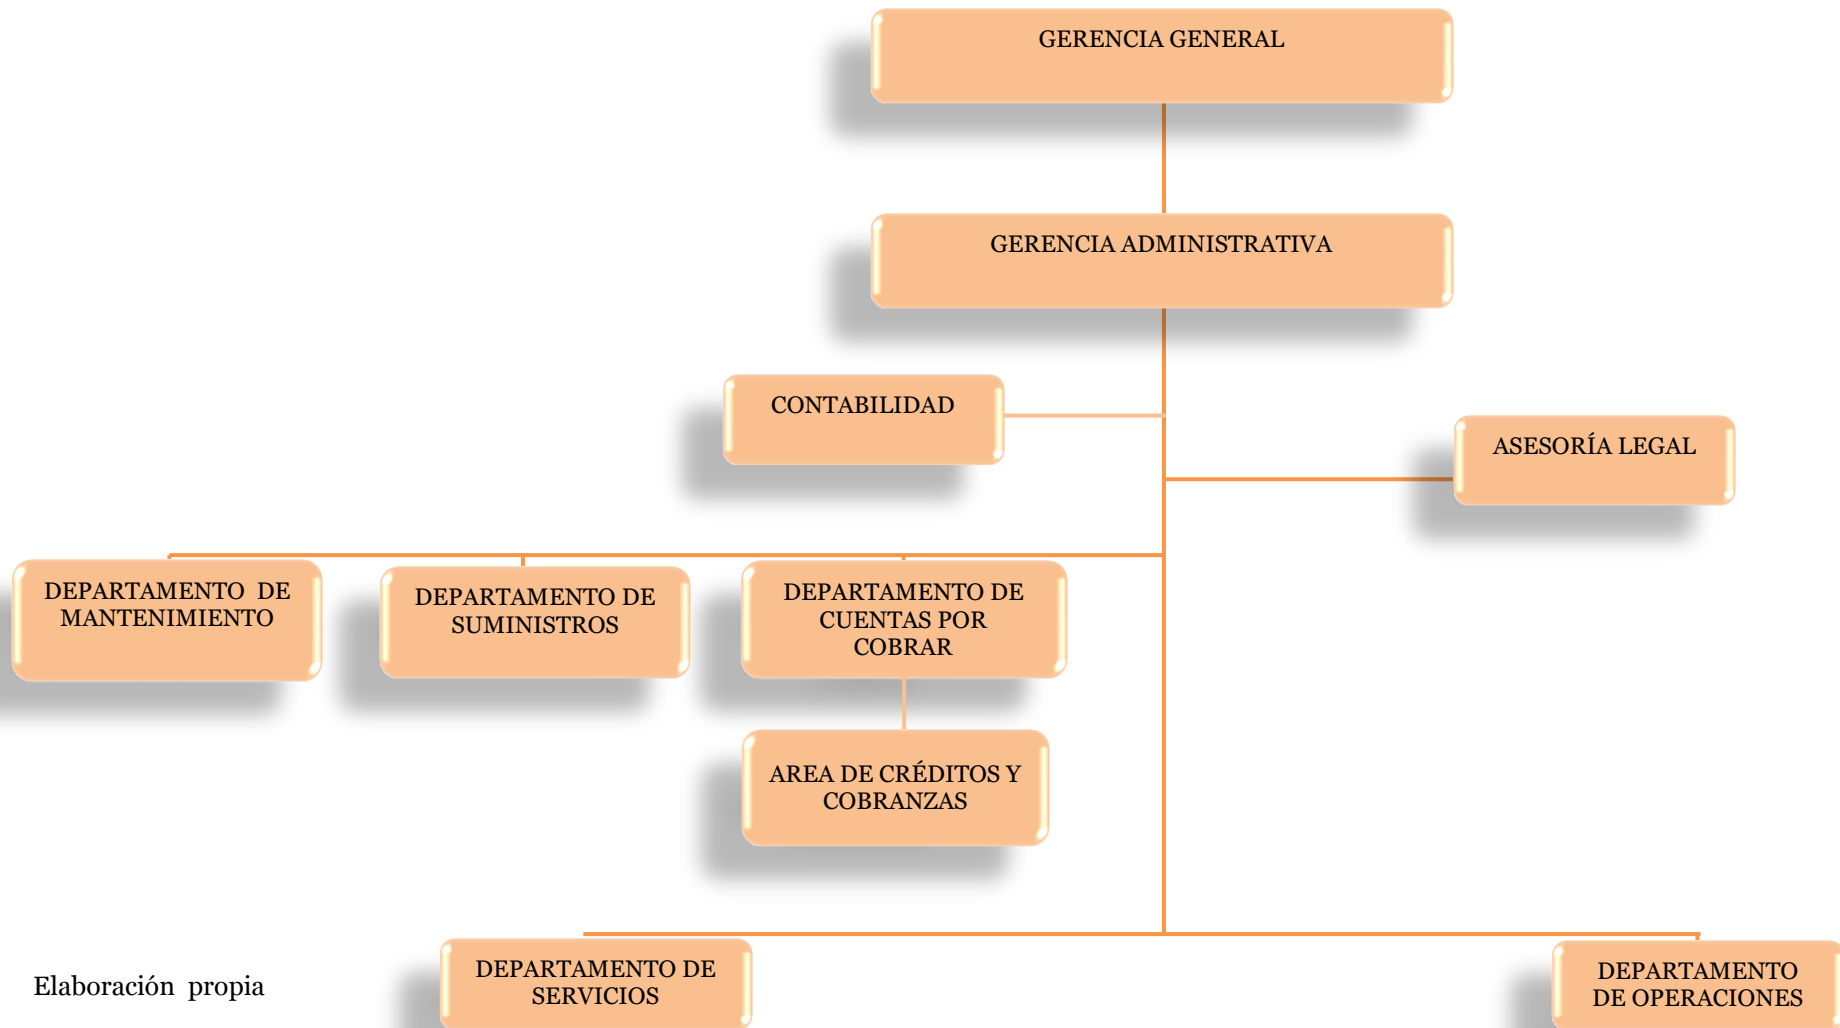 GERENCIA GENERAL
GERENCIA ADMINISTRATIVA
CONTABILIDAD
ASESORÍA LEGAL
DEPARTAMENTO DE
MANTENIMIENTO
DEPARTAMENTO DE
SUMINISTROS
DEPARTAMENTO DE
CUENTAS POR
COBRAR
AREA DE CRÉDITOS Y
COBRANZAS
DEPARTAMENTO DE
SERVICIOS
DEPARTAMENTO
DE OPERACIONES
Elaboración propia